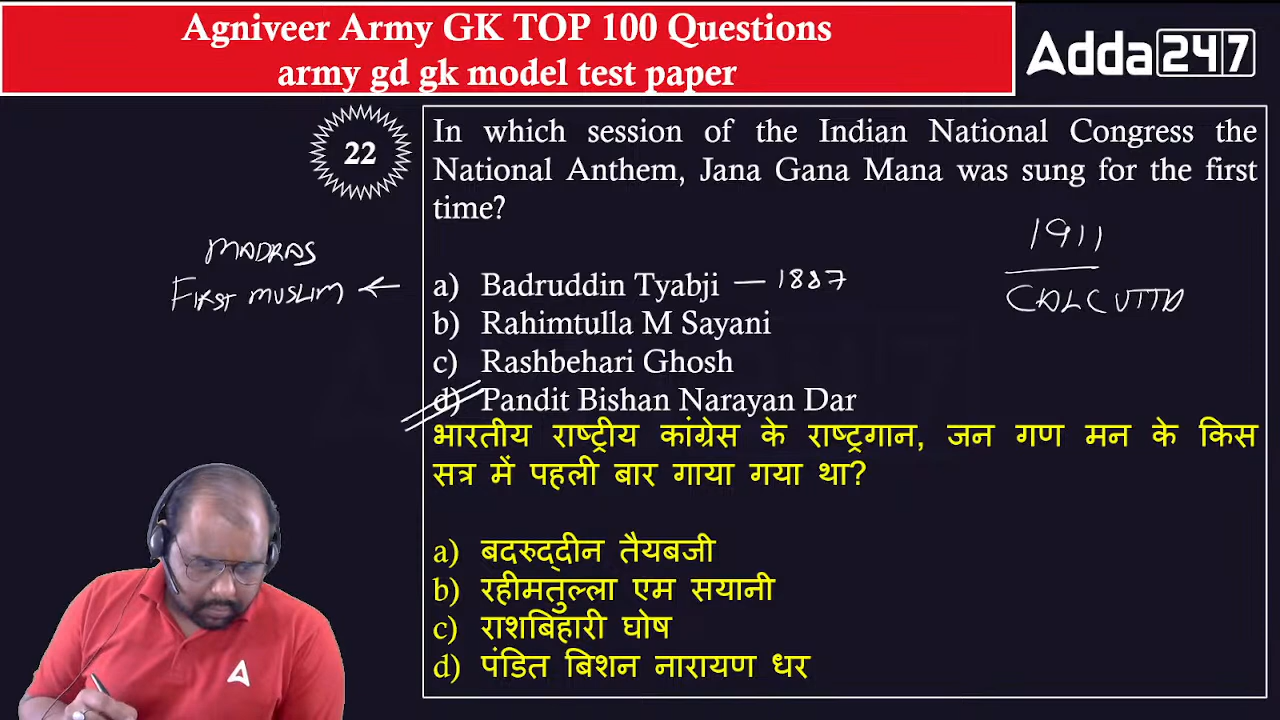 Agniveer Army GK TOP 100 Questions
army gd gk model test paper
Adda247
22
In which session of the Indian National Congress the
National Anthem, Jana Gana Mana was sung for the first
time?
1911
CALCUTTA
MADRAS
FIRST MUSLIM ←
a) Badruddin Tyabji — 1887
b) Rahimtulla M Sayani
c) Rashbehari Ghosh
d) Pandit Bishan Narayan Dar
भारतीय राष्ट्रीय कांग्रेस के राष्ट्रगान, जन गण मन के किस
सत्र में पहली बार गाया गया था?
a) बदरुद्दीन तैयबजी
b) रहीमतुल्ला एम सयानी
c) राशबिहारी घोष
d) पंडित बिशन नारायण धर